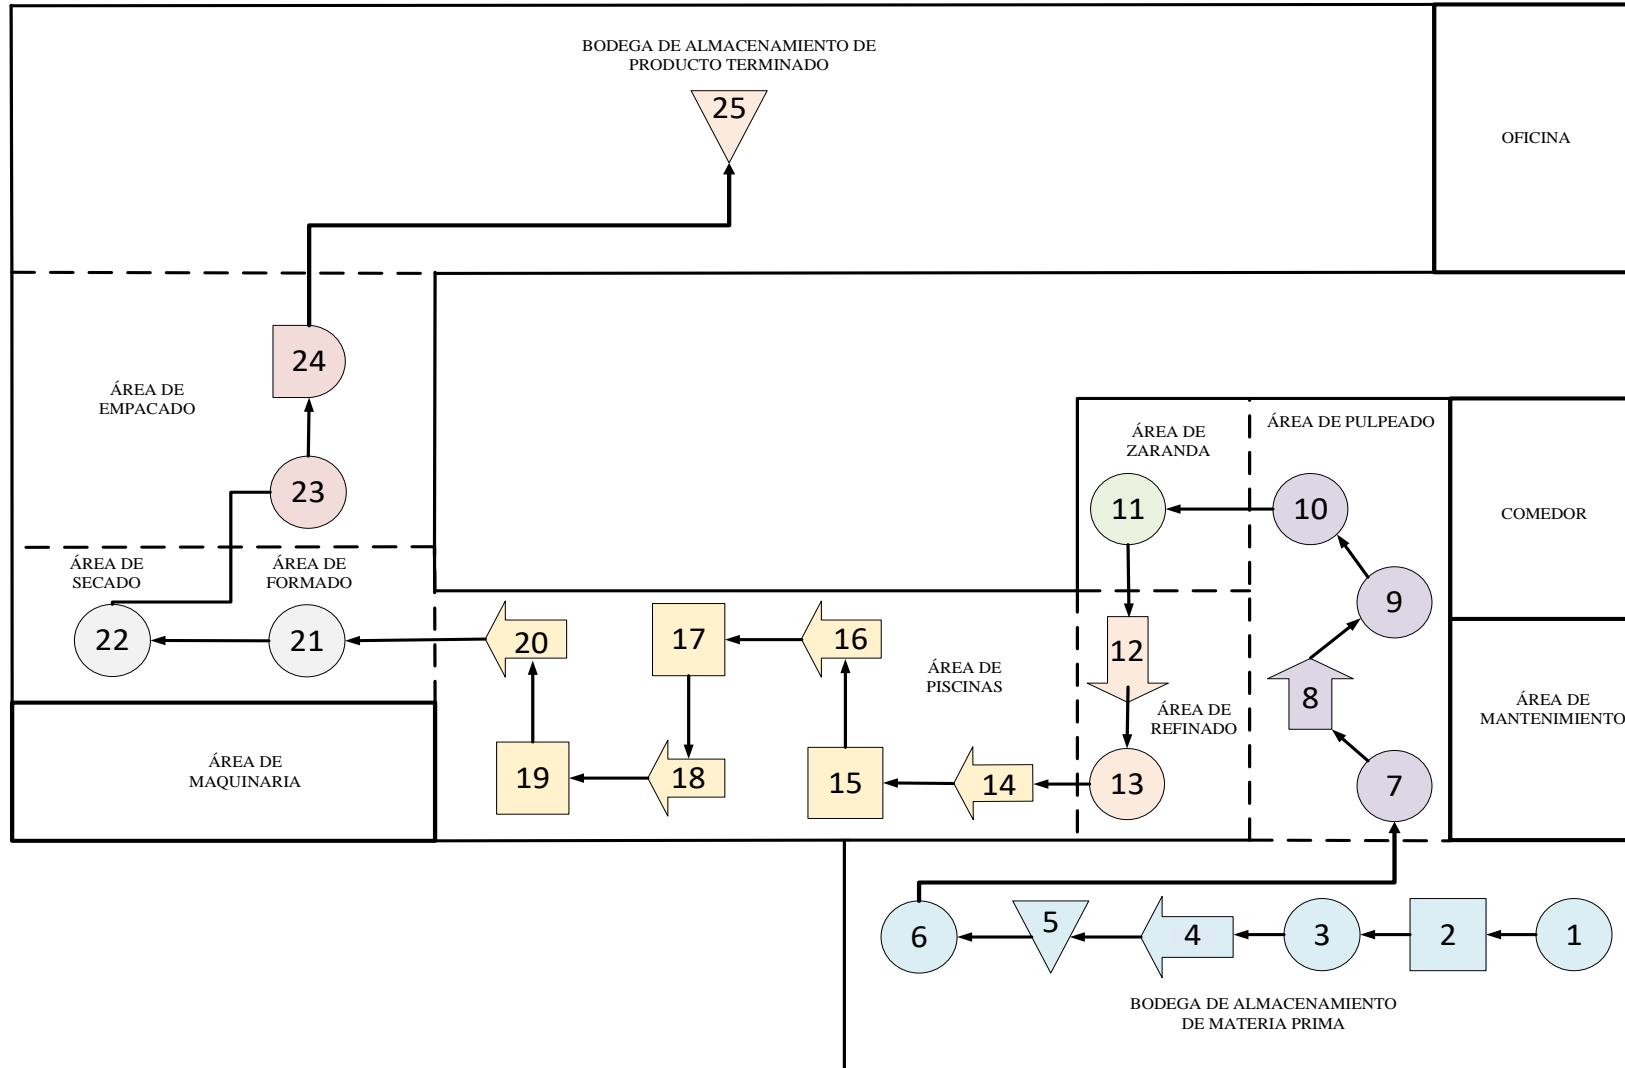 BODEGA DE ALMACENAMIENTO DE
PRODUCTO TERMINADO
25
OFICINA
24
ÁREA DE
EMPACADO
23
ÁREA DE
ZARANDA
ÁREA DE PULPEADO
11
10
COMEDOR
9
ÁREA DE
SECADO
ÁREA DE
FORMADO
22
21
20
17
16
ÁREA DE
PISCINAS
12
8
ÁREA DE
REFINADO
ÁREA DE
MANTENIMIENTO
ÁREA DE
MAQUINARIA
19
18
15
14
13
7
6
5
4
3
2
1
BODEGA DE ALMACENAMIENTO
DE MATERIA PRIMA